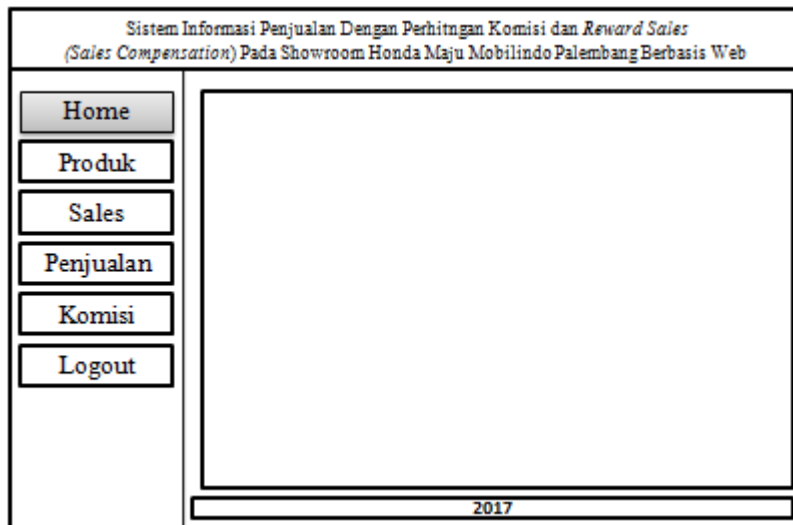 Sistem Informasi Penjualan Dengan Perhitngan Komisi dan Reward Sales
(Sales Compensation) Pada Showroom Honda Maju Mobilindo Palembang Berbasis Web
Home
Produk
Sales
Penjualan
Komisi
Logout
2017